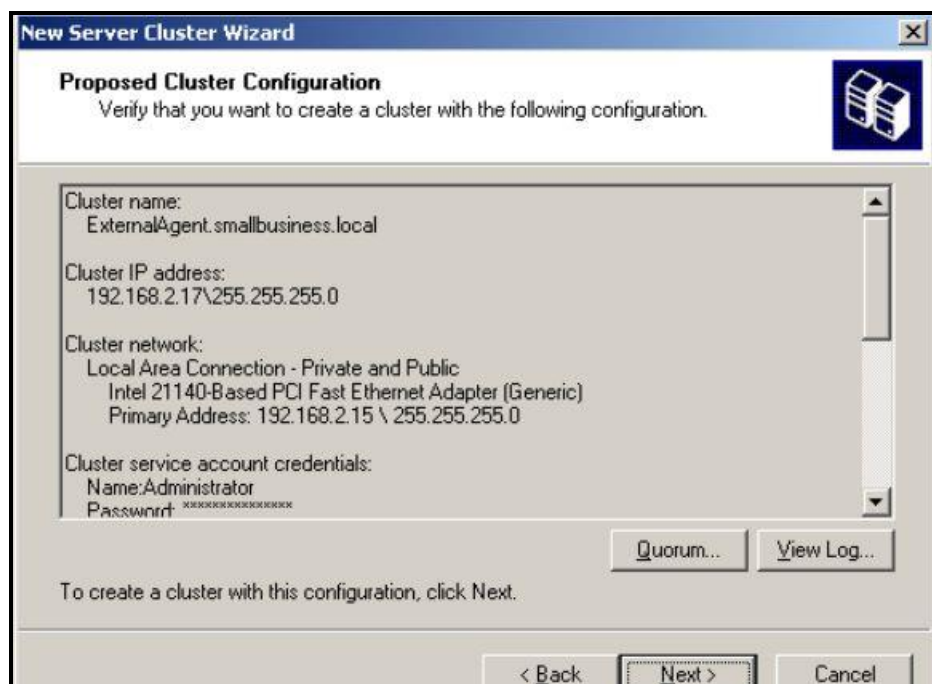 New Server Cluster Wizard
Proposed Cluster Configuration
Verify that you want to create a cluster with the following configuration.
Cluster name:
ExternalAgent.smallbusiness.local
Cluster IP address:
192.168.2.17\255.255.255.0
Cluster network:
Local Area Connection - Private and Public
Intel 21140-Based PCI Fast Ethernet Adapter (Generic)
Primary Address: 192.168.2.15 \ 255.255.255.0
Cluster service account credentials:
Name:Administrator
Password: ***************
Quorum... View Log...
To create a cluster with this configuration, click Next.
< Back Next > Cancel